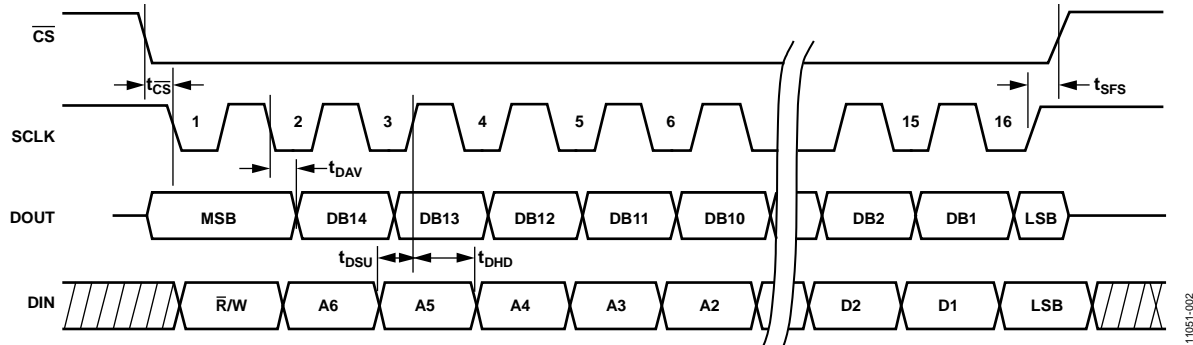 CS
tCS
tSFS
SCLK
1 2 3 4 5 6 15 16
tDAV
DOUT
MSB DB14 DB13 DB12 DB11 DB10 DB2 DB1 LSB
tDSU tDHD
DIN
R/W A6 A5 A4 A3 A2 D2 D1 LSB
11051-002